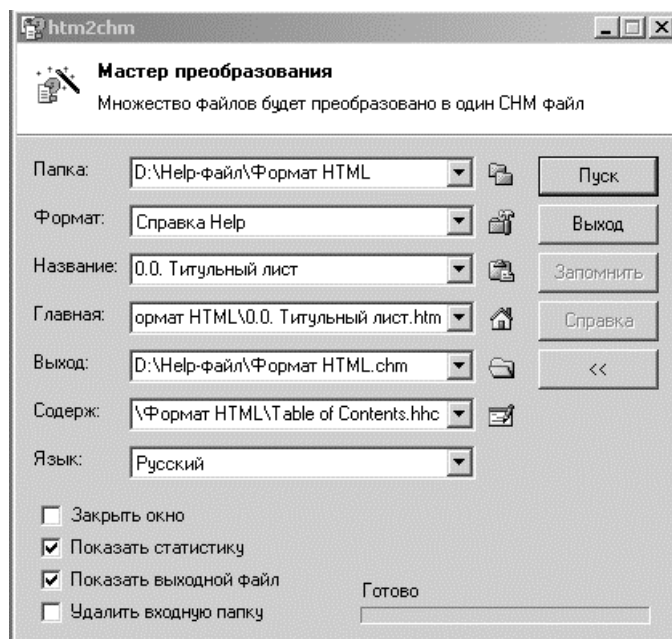 htm2chm
Мастер преобразования
Множество файлов будет преобразовано в один CHM файл
Папка: D:\Help-файл\Формат HTML Пуск
Формат: Справка Help Выход
Название: 0.0. Титульный лист Запомнить
Главная: ормат HTML\0.0. Титульный лист.htm Справка
Выход: D:\Help-файл\Формат HTML.chm <<
Содерж: \Формат HTML\Table of Contents.hhc
Язык: Русский
Закрыть окно
Показать статистику
Показать выходной файл
Удалить входную папку
Готово